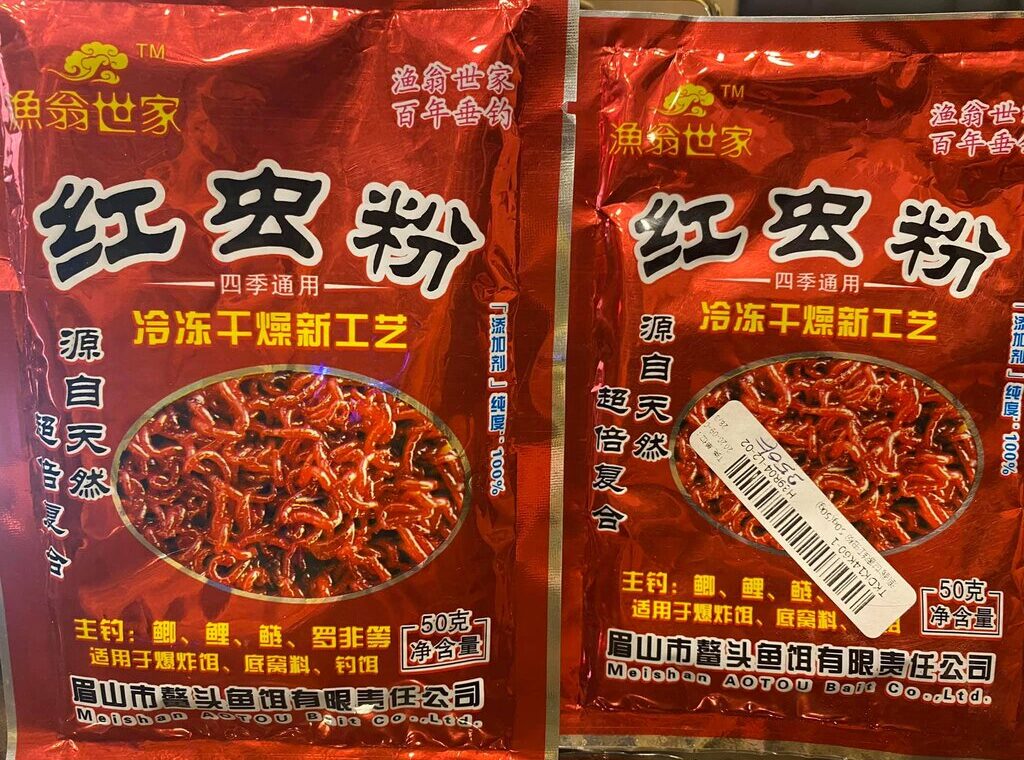 TM
漁翁世家
渔翁世家
百年垂钓
红虫粉
四季通用
冷冻干燥新工艺
源自天然
超倍复合
「添加剂」纯度：100%
主钓：鲫、鲤、鲢、罗非等
适用于爆炸饵、底窝料、钓饵
50克
净含量
眉山市鳌头鱼饵有限责任公司
Meishan AOTOU Bait Co.,Ltd.
TM
漁翁世家
渔翁世
百年垂
红虫粉
四季通用
冷冻干燥新工艺
源自天然
超倍复合
「添加剂」纯度：100%
主钓：鲫、鲤、鲢、
适用于爆炸饵、底窝料
50克
净含量
眉山市鳌头鱼饵有限责任公司
Meishan AOTOU Bait Co.,Ltd.